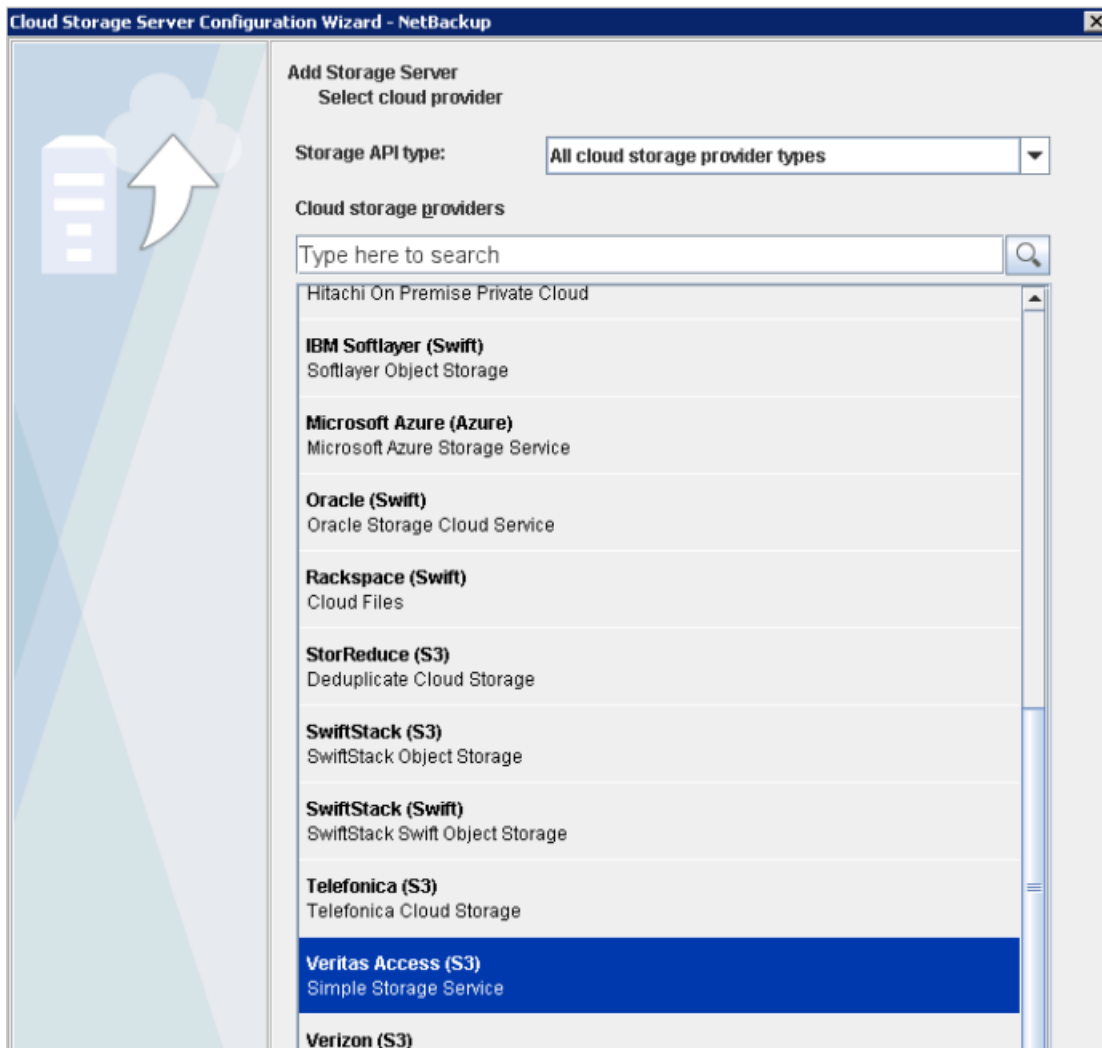 Cloud Storage Server Configuration Wizard - NetBackup
Add Storage Server
Select cloud provider
Storage API type:
All cloud storage provider types
Cloud storage providers
Type here to search
Hitachi On Premise Private Cloud
IBM Softlayer (Swift)
Softlayer Object Storage
Microsoft Azure (Azure)
Microsoft Azure Storage Service
Oracle (Swift)
Oracle Storage Cloud Service
Rackspace (Swift)
Cloud Files
StorReduce (S3)
Deduplicate Cloud Storage
SwiftStack (S3)
SwiftStack Object Storage
SwiftStack (Swift)
SwiftStack Swift Object Storage
Telefonica (S3)
Telefonica Cloud Storage
Veritas Access (S3)
Simple Storage Service
Verizon (S3)